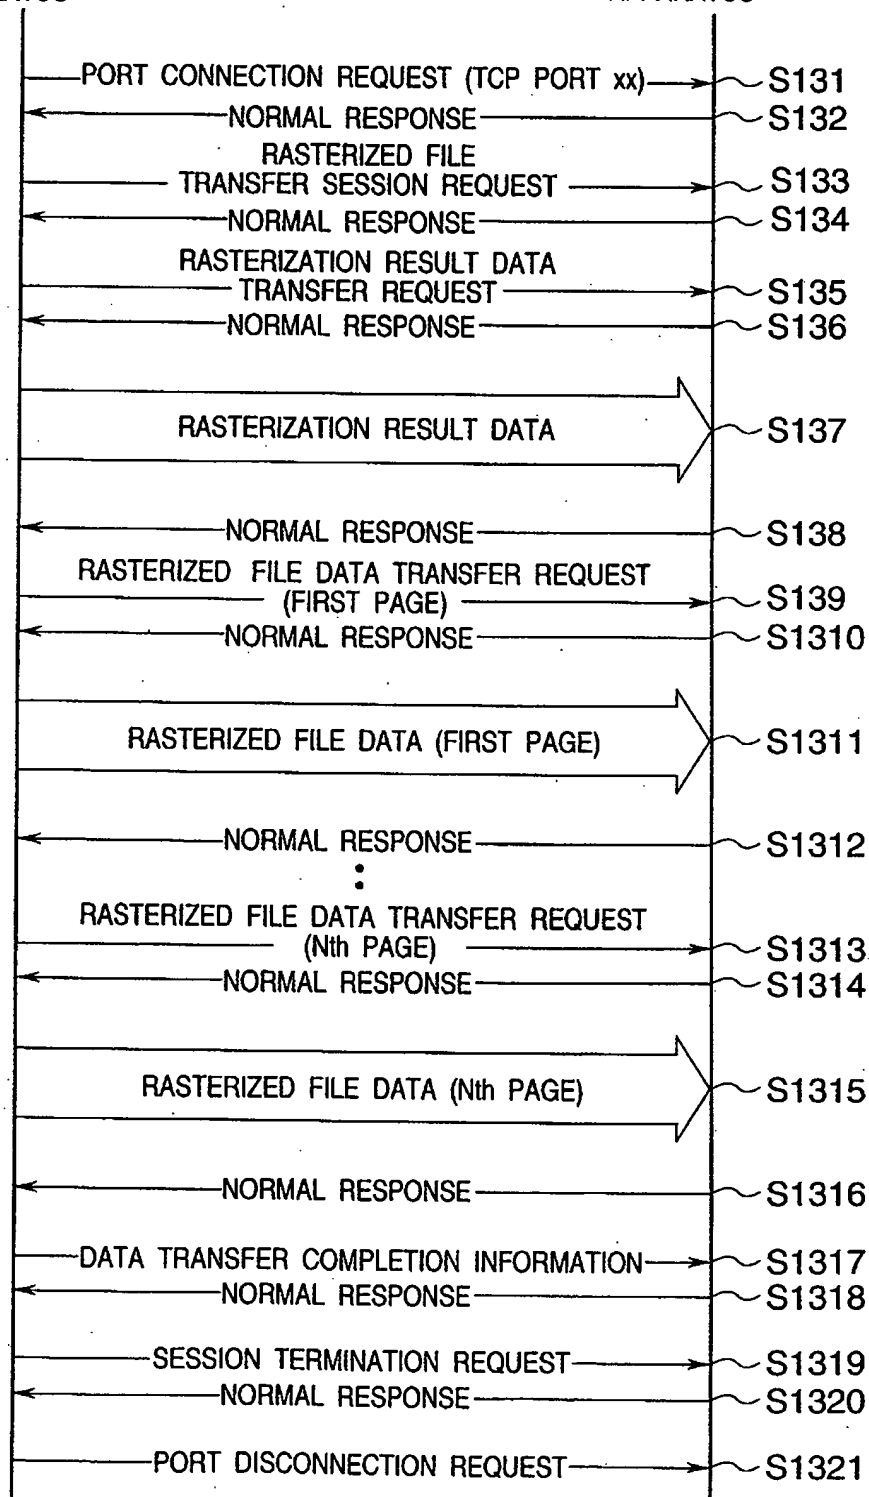 PORT CONNECTION REQUEST (TCP PORT xx) S131
NORMAL RESPONSE S132
RASTERIZED FILE
TRANSFER SESSION REQUEST S133
NORMAL RESPONSE S134
RASTERIZATION RESULT DATA
TRANSFER REQUEST S135
NORMAL RESPONSE S136
RASTERIZATION RESULT DATA S137
NORMAL RESPONSE S138
RASTERIZED FILE DATA TRANSFER REQUEST
(FIRST PAGE) S139
NORMAL RESPONSE S1310
RASTERIZED FILE DATA (FIRST PAGE) S1311
NORMAL RESPONSE S1312
RASTERIZED FILE DATA TRANSFER REQUEST
(Nth PAGE) S1313
NORMAL RESPONSE S1314
RASTERIZED FILE DATA (Nth PAGE) S1315
NORMAL RESPONSE S1316
DATA TRANSFER COMPLETION INFORMATION S1317
NORMAL RESPONSE S1318
SESSION TERMINATION REQUEST S1319
NORMAL RESPONSE S1320
PORT DISCONNECTION REQUEST S1321